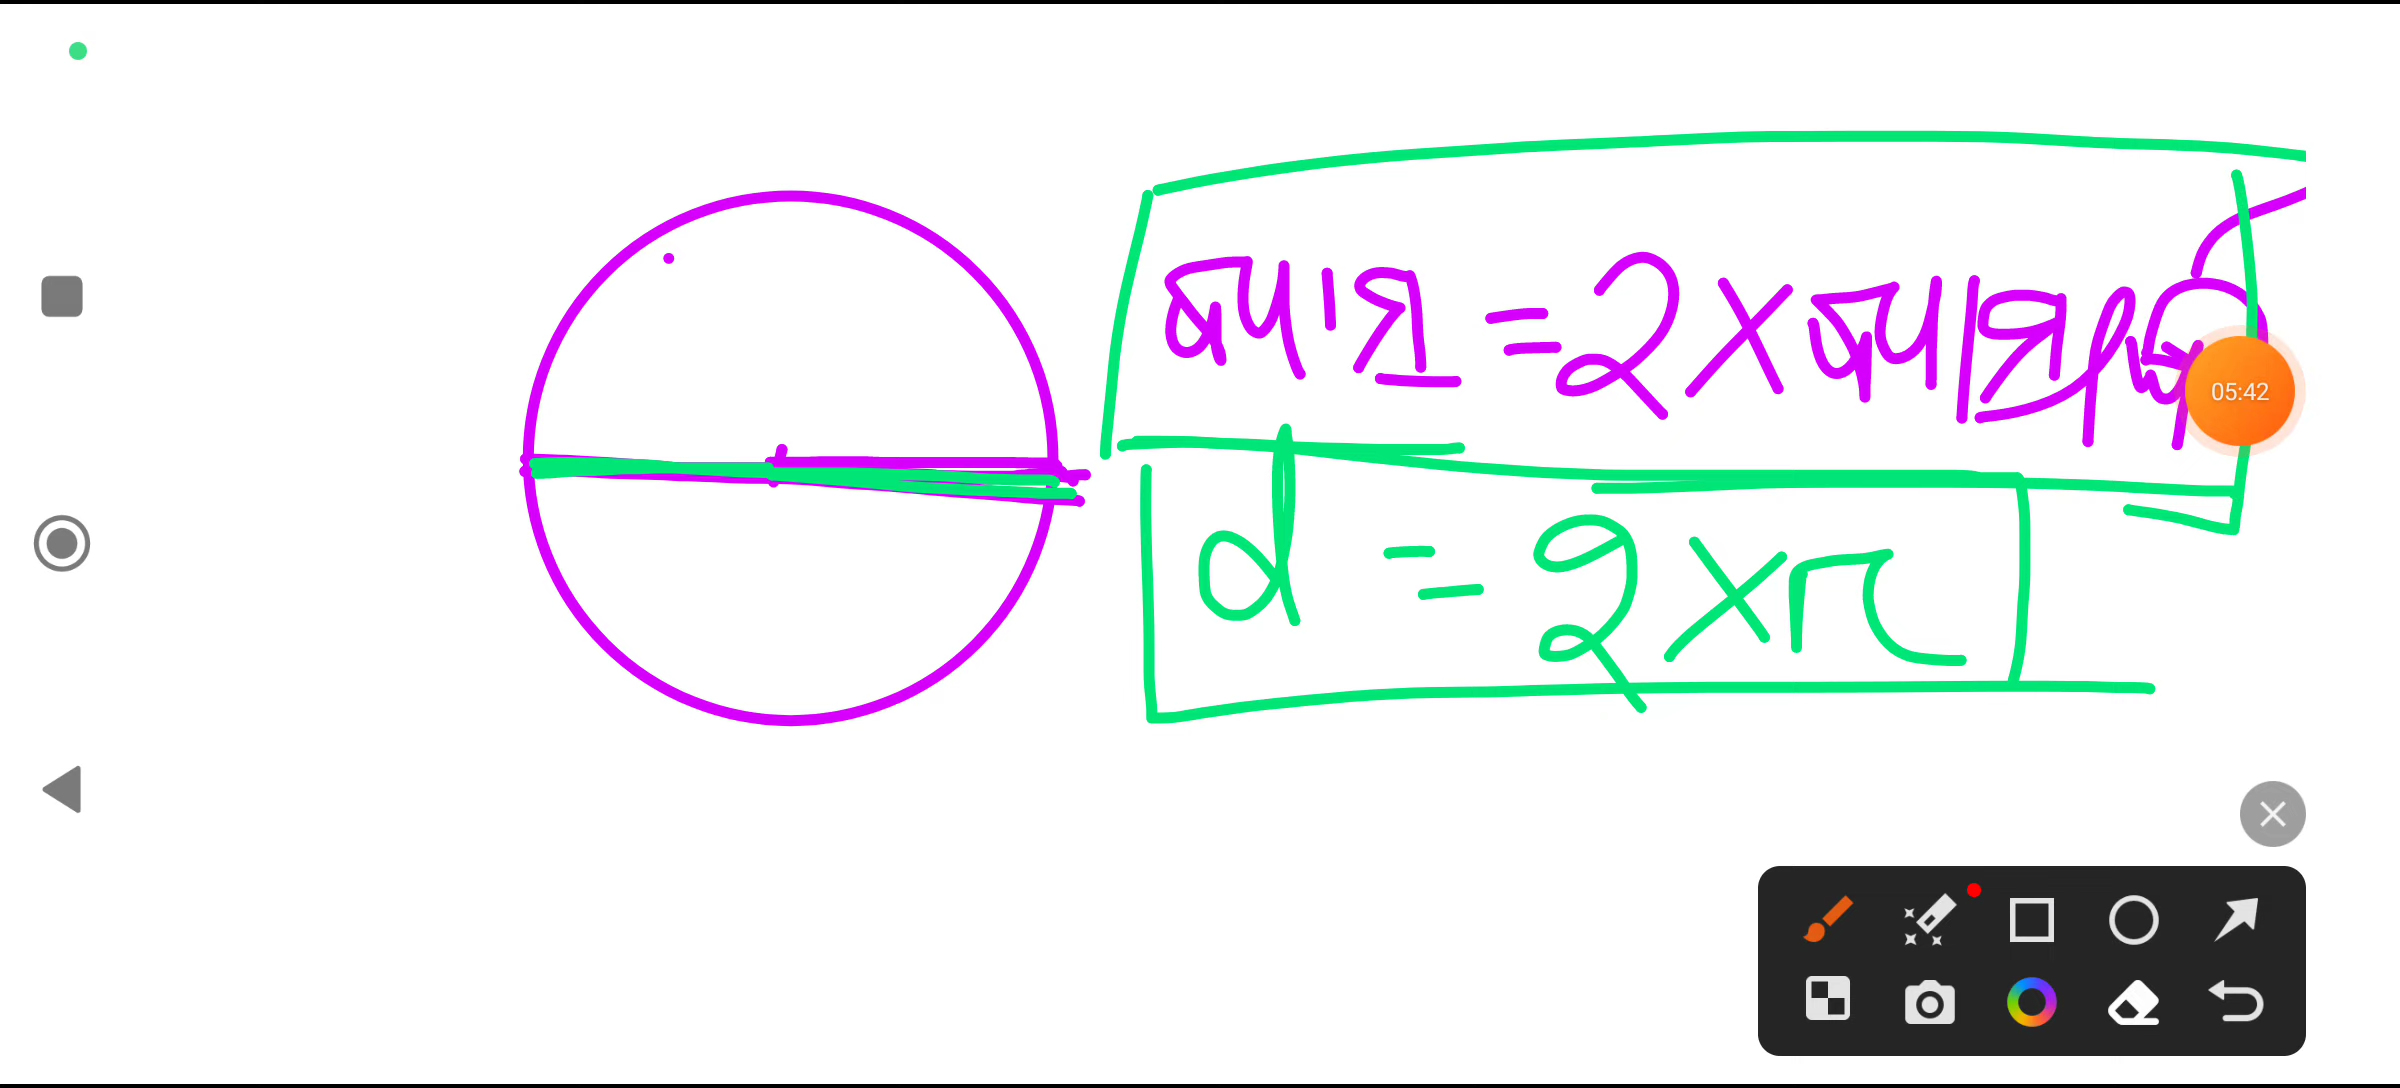 व्यास = 2 × व्यासार्ध
05:42
d = 2 × r